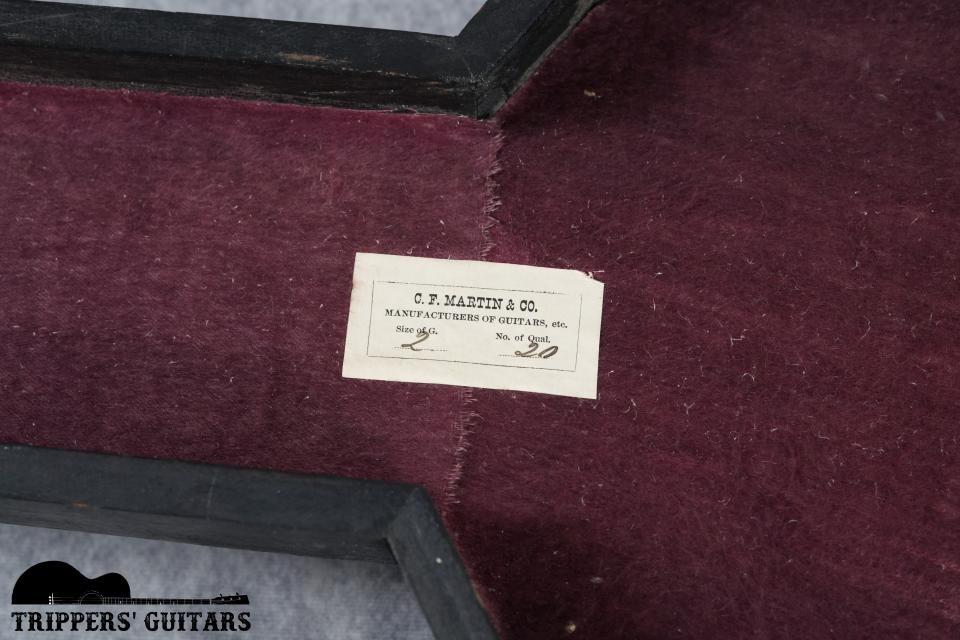 C. F. MARTIN & CO.
MANUFACTURERS OF GUITARS, etc.
Size of G. No. of Qual.
2 20
TRIPPERS' GUITARS